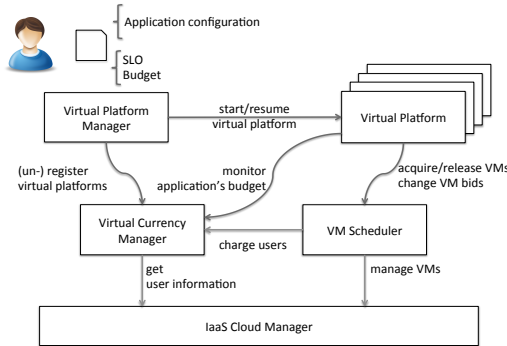 Application configuration
SLO
Budget
Virtual Platform
Manager
start/resume
virtual platform
Virtual Platform
(un-) register
virtual platforms
monitor
application's budget
acquire/release VMs
change VM bids
Virtual Currency
Manager
charge users
VM Scheduler
get
user information
manage VMs
IaaS Cloud Manager